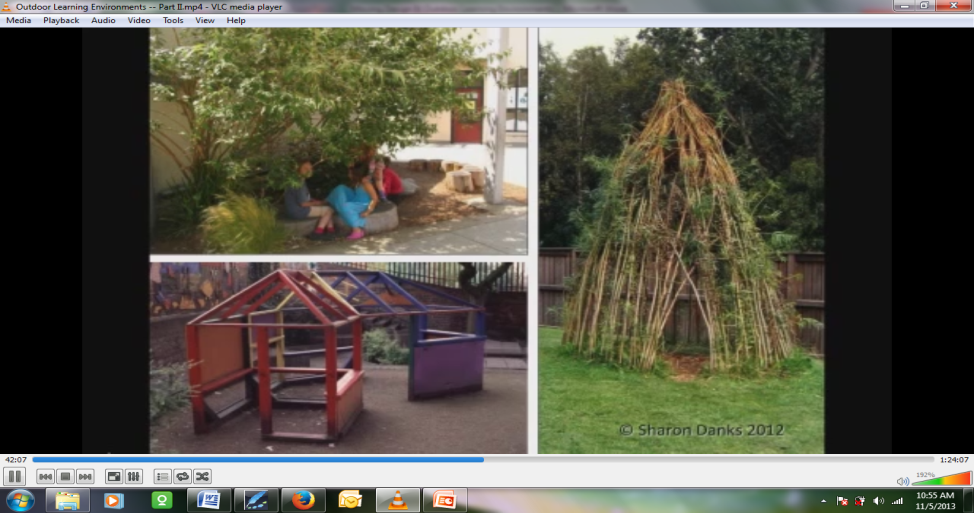 Outdoor Learning Environments -- Part II.mp4 - VLC media player
Media Playback Audio Video Tools View Help
© Sharon Danks 2012
42:07
1:24:07
192%
10:55 AM
11/5/2013